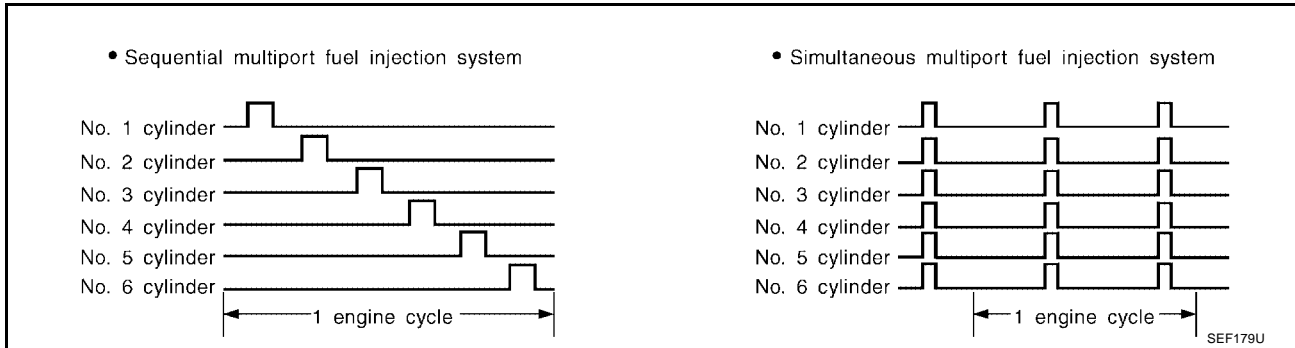 • Sequential multiport fuel injection system
No. 1 cylinder
No. 2 cylinder
No. 3 cylinder
No. 4 cylinder
No. 5 cylinder
No. 6 cylinder
1 engine cycle
• Simultaneous multiport fuel injection system
No. 1 cylinder
No. 2 cylinder
No. 3 cylinder
No. 4 cylinder
No. 5 cylinder
No. 6 cylinder
1 engine cycle
SEF179U